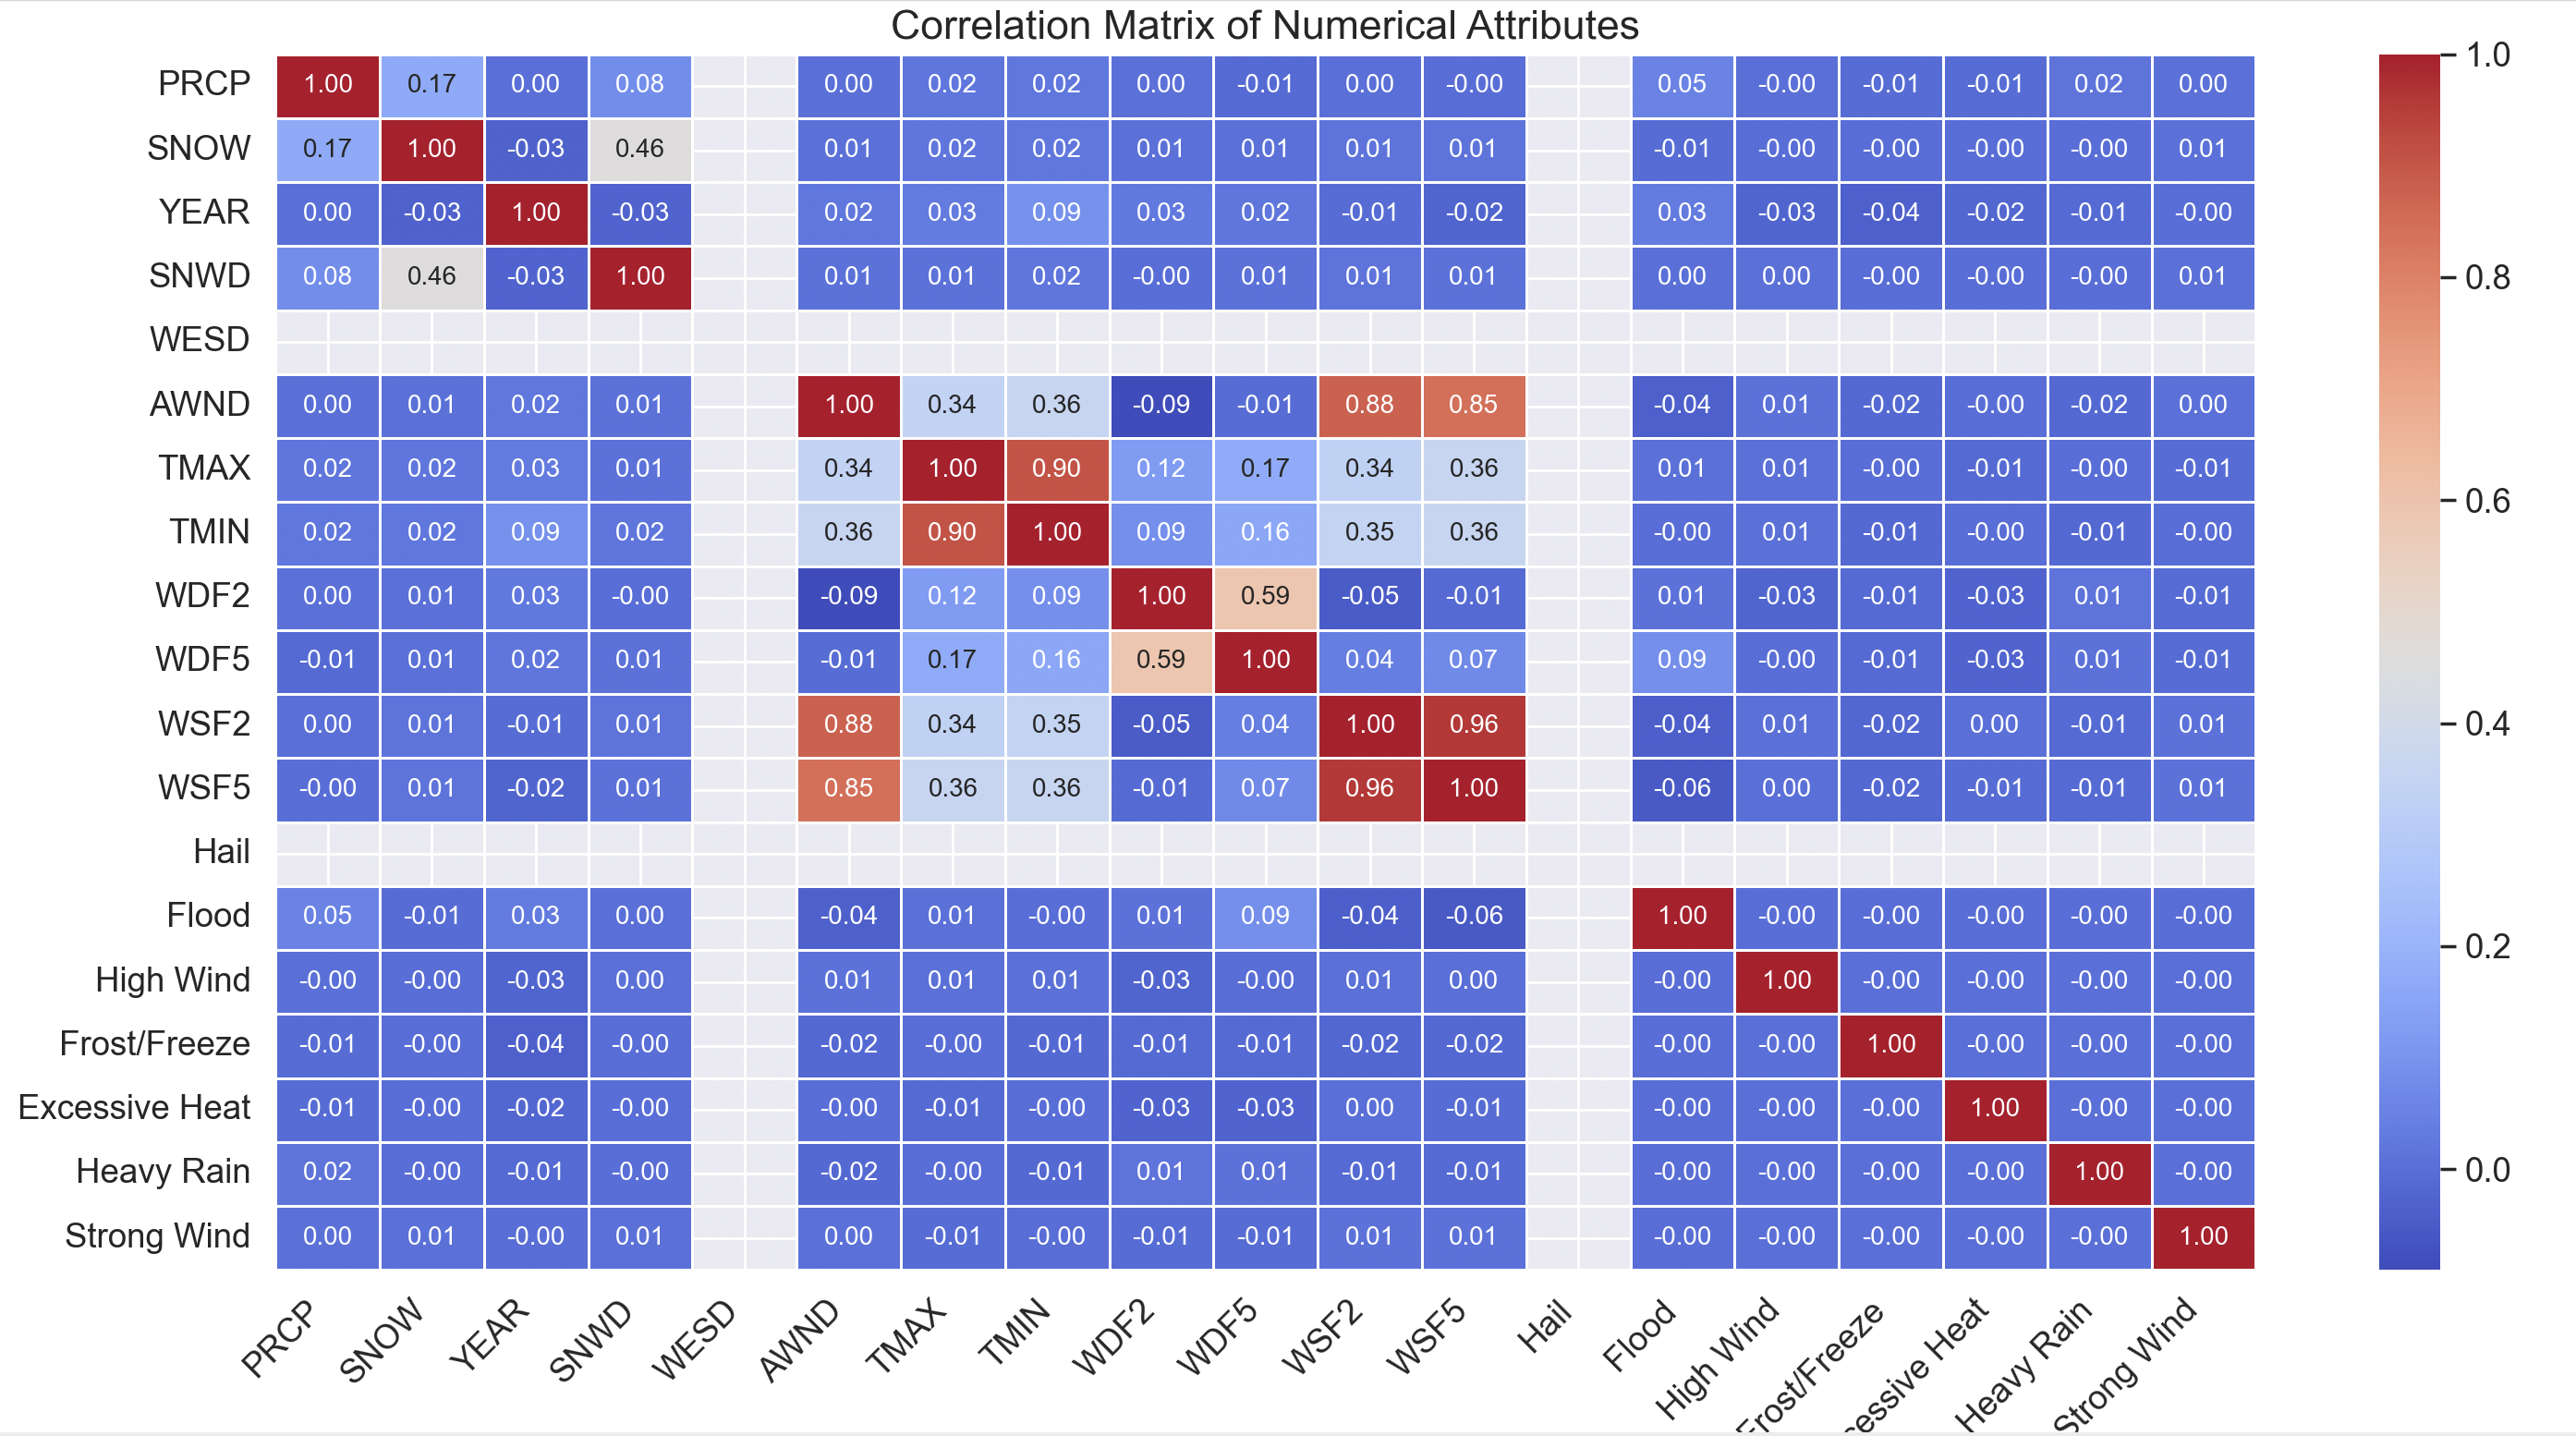 Correlation Matrix of Numerical Attributes
PRCP 1.00 0.17 0.00 0.08 0.00 0.02 0.02 0.00 -0.01 0.00 -0.00 0.05 -0.00 -0.01 -0.01 0.02 0.00
SNOW 0.17 1.00 -0.03 0.46 0.01 0.02 0.02 0.01 0.01 0.01 0.01 -0.01 -0.00 -0.00 -0.00 -0.00 0.01
YEAR 0.00 -0.03 1.00 -0.03 0.02 0.03 0.09 0.03 0.02 -0.01 -0.02 0.03 -0.03 -0.04 -0.02 -0.01 -0.00
SNWD 0.08 0.46 -0.03 1.00 0.01 0.01 0.02 -0.00 0.01 0.01 0.01 0.00 0.00 -0.00 -0.00 -0.00 0.01
WESD
AWND 0.00 0.01 0.02 0.01 1.00 0.34 0.36 -0.09 -0.01 0.88 0.85 -0.04 0.01 -0.02 -0.00 -0.02 0.00
TMAX 0.02 0.02 0.03 0.01 0.34 1.00 0.90 0.12 0.17 0.34 0.36 0.01 0.01 -0.00 -0.01 -0.00 -0.01
TMIN 0.02 0.02 0.09 0.02 0.36 0.90 1.00 0.09 0.16 0.35 0.36 -0.00 0.01 -0.01 -0.00 -0.01 -0.00
WDF2 0.00 0.01 0.03 -0.00 -0.09 0.12 0.09 1.00 0.59 -0.05 -0.01 0.01 -0.03 -0.01 -0.03 0.01 -0.01
WDF5 -0.01 0.01 0.02 0.01 -0.01 0.17 0.16 0.59 1.00 0.04 0.07 0.09 -0.00 -0.01 -0.03 0.01 -0.01
WSF2 0.00 0.01 -0.01 0.01 0.88 0.34 0.35 -0.05 0.04 1.00 0.96 -0.04 0.01 -0.02 0.00 -0.01 0.01
WSF5 -0.00 0.01 -0.02 0.01 0.85 0.36 0.36 -0.01 0.07 0.96 1.00 -0.06 0.00 -0.02 -0.01 -0.01 0.01
Hail
Flood 0.05 -0.01 0.03 0.00 -0.04 0.01 -0.00 0.01 0.09 -0.04 -0.06 1.00 -0.00 -0.00 -0.00 -0.00 -0.00
High Wind -0.00 -0.00 -0.03 0.00 0.01 0.01 0.01 -0.03 -0.00 0.01 0.00 -0.00 1.00 -0.00 -0.00 -0.00 -0.00
Frost/Freeze -0.01 -0.00 -0.04 -0.00 -0.02 -0.00 -0.01 -0.01 -0.01 -0.02 -0.02 -0.00 -0.00 1.00 -0.00 -0.00 -0.00
Excessive Heat -0.01 -0.00 -0.02 -0.00 -0.00 -0.01 -0.00 -0.03 -0.03 0.00 -0.01 -0.00 -0.00 -0.00 1.00 -0.00 -0.00
Heavy Rain 0.02 -0.00 -0.01 -0.00 -0.02 -0.00 -0.01 0.01 0.01 -0.01 -0.01 -0.00 -0.00 -0.00 -0.00 1.00 -0.00
Strong Wind 0.00 0.01 -0.00 0.01 0.00 -0.01 -0.00 -0.01 -0.01 0.01 0.01 -0.00 -0.00 -0.00 -0.00 -0.00 1.00
PRCP SNOW YEAR SNWD WESD AWND TMAX TMIN WDF2 WDF5 WSF2 WSF5 Hail Flood High Wind Frost/Freeze cessive Heat Heavy Rain Strong Wind
1.0
0.8
0.6
0.4
0.2
0.0